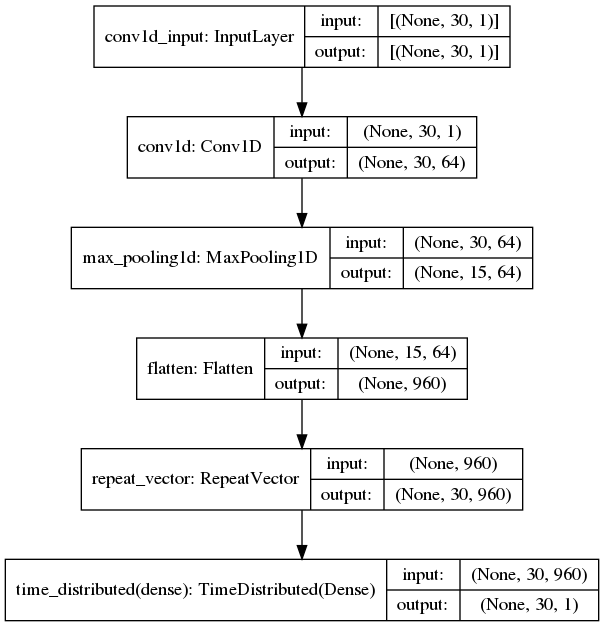 conv1d_input: InputLayer
input: [(None, 30, 1)]
output: [(None, 30, 1)]
conv1d: Conv1D
input: (None, 30, 1)
output: (None, 30, 64)
max_pooling1d: MaxPooling1D
input: (None, 30, 64)
output: (None, 15, 64)
flatten: Flatten
input: (None, 15, 64)
output: (None, 960)
repeat_vector: RepeatVector
input: (None, 960)
output: (None, 30, 960)
time_distributed(dense): TimeDistributed(Dense)
input: (None, 30, 960)
output: (None, 30, 1)